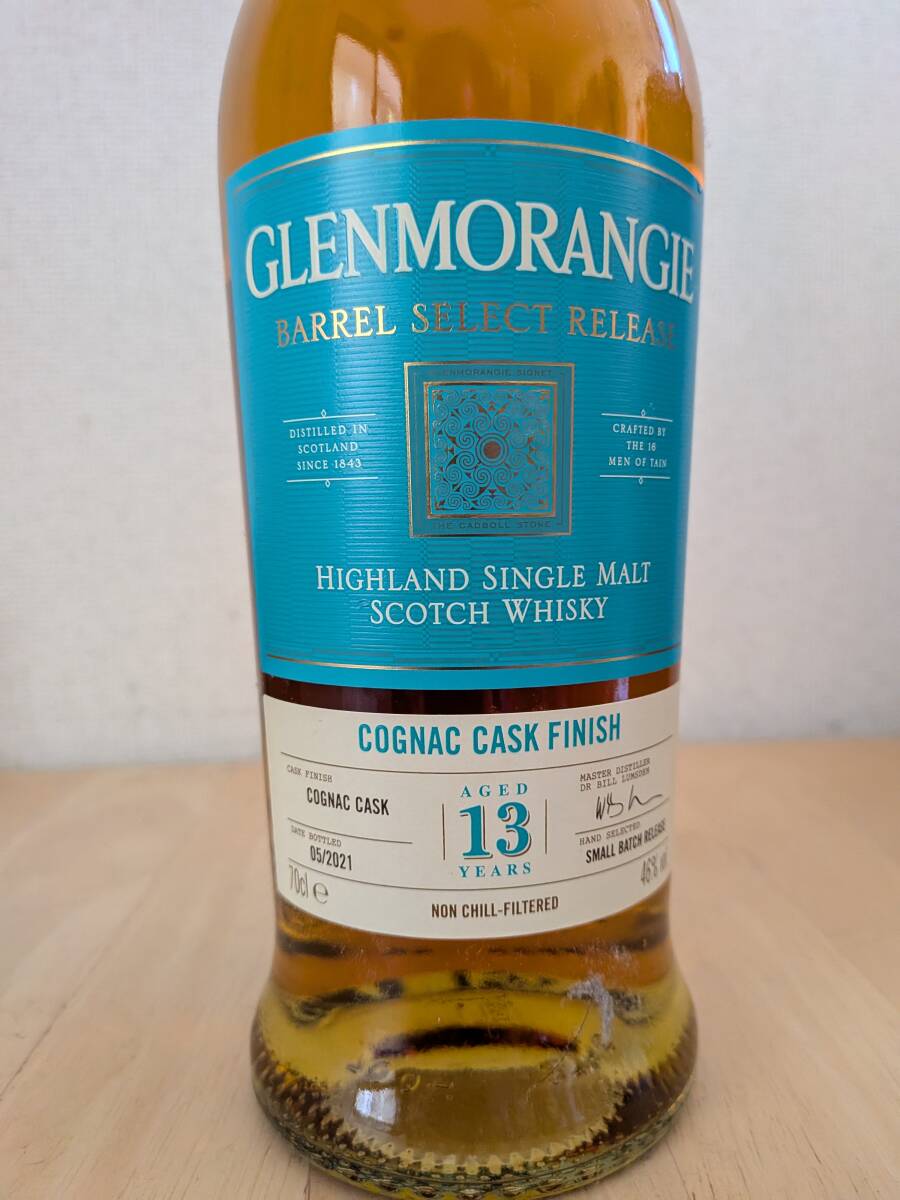 GLENMORANGIE
BARREL SELECT RELEASE
GLENMORANGIE SIGNET
DISTILLED IN
SCOTLAND
SINCE 1843
CRAFTED BY
THE 16
MEN OF TAIN
THE CADBOLL STONE
HIGHLAND SINGLE MALT
SCOTCH WHISKY
COGNAC CASK FINISH
CASK FINISH
COGNAC CASK
DATE BOTTLED
05/2021
70cl e
AGED
13
YEARS
MASTER DISTILLER
DR BILL LUMSDEN
HAND SELECTED
SMALL BATCH RELEASE
46%
NON CHILL-FILTERED